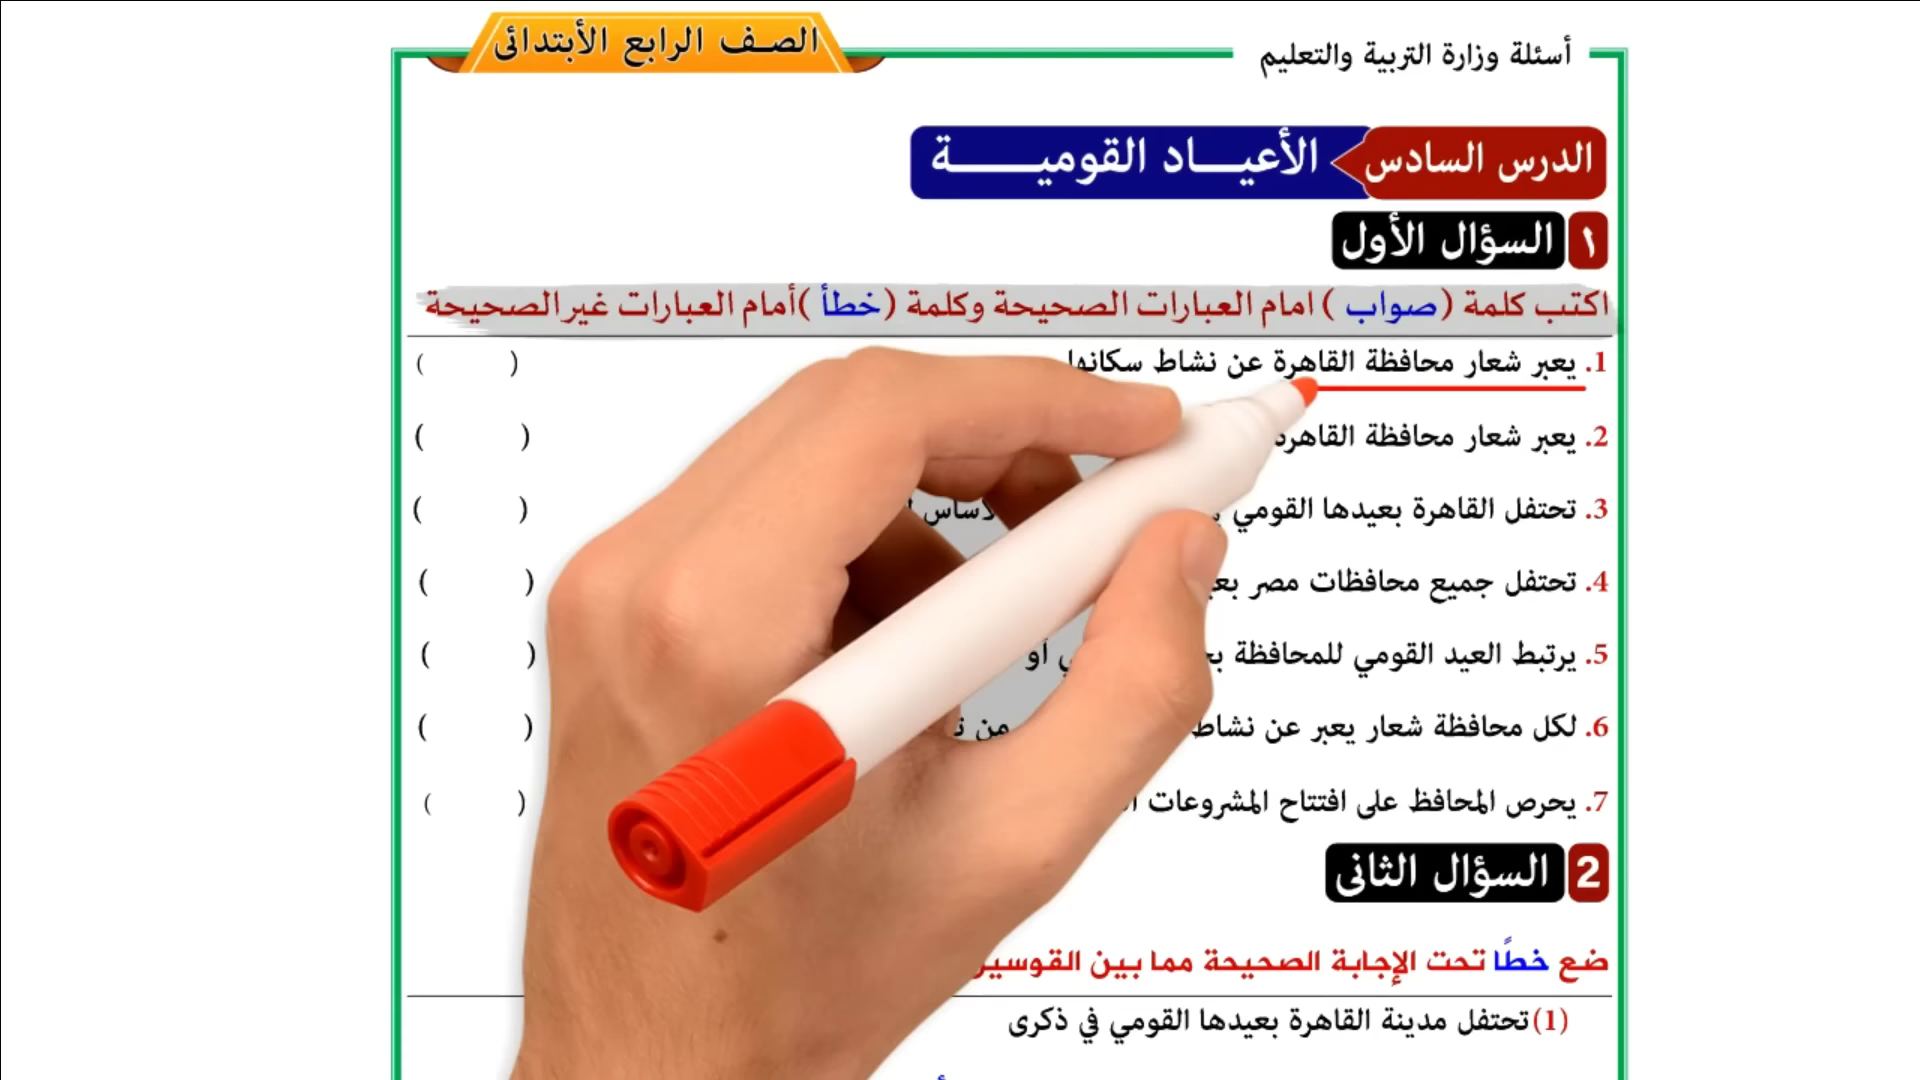 أسئلة وزارة التربية والتعليم
الصف الرابع الأبتدائى
الدرس السادس
الأعياد القومية
١ السؤال الأول
اكتب كلمة (صواب ) امام العبارات الصحيحة وكلمة (خطأ )أمام العبارات غير الصحيحة
1. يعبر شعار محافظة القاهرة عن نشاط سكانها ( )
2. يعبر شعار محافظة القاهرة ( )
3. تحتفل القاهرة بعيدها القومي ( )
4. تحتفل جميع محافظات مصر ( )
5. يرتبط العيد القومي للمحافظة أو ( )
6. لكل محافظة شعار يعبر عن نشاط من ( )
7. يحرص المحافظ على افتتاح المشروعات ( )
2 السؤال الثانى
ضع خطًا تحت الإجابة الصحيحة مما بين القوسين
(1) تحتفل مدينة القاهرة بعيدها القومي في ذكرى